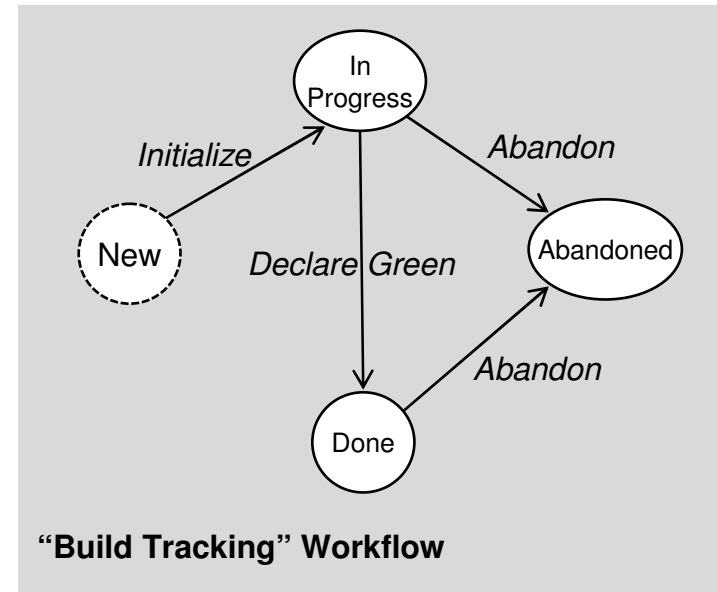 In
Progress
Initialize
Abandon
New
Declare Green
Abandoned
Abandon
Done
“Build Tracking” Workflow